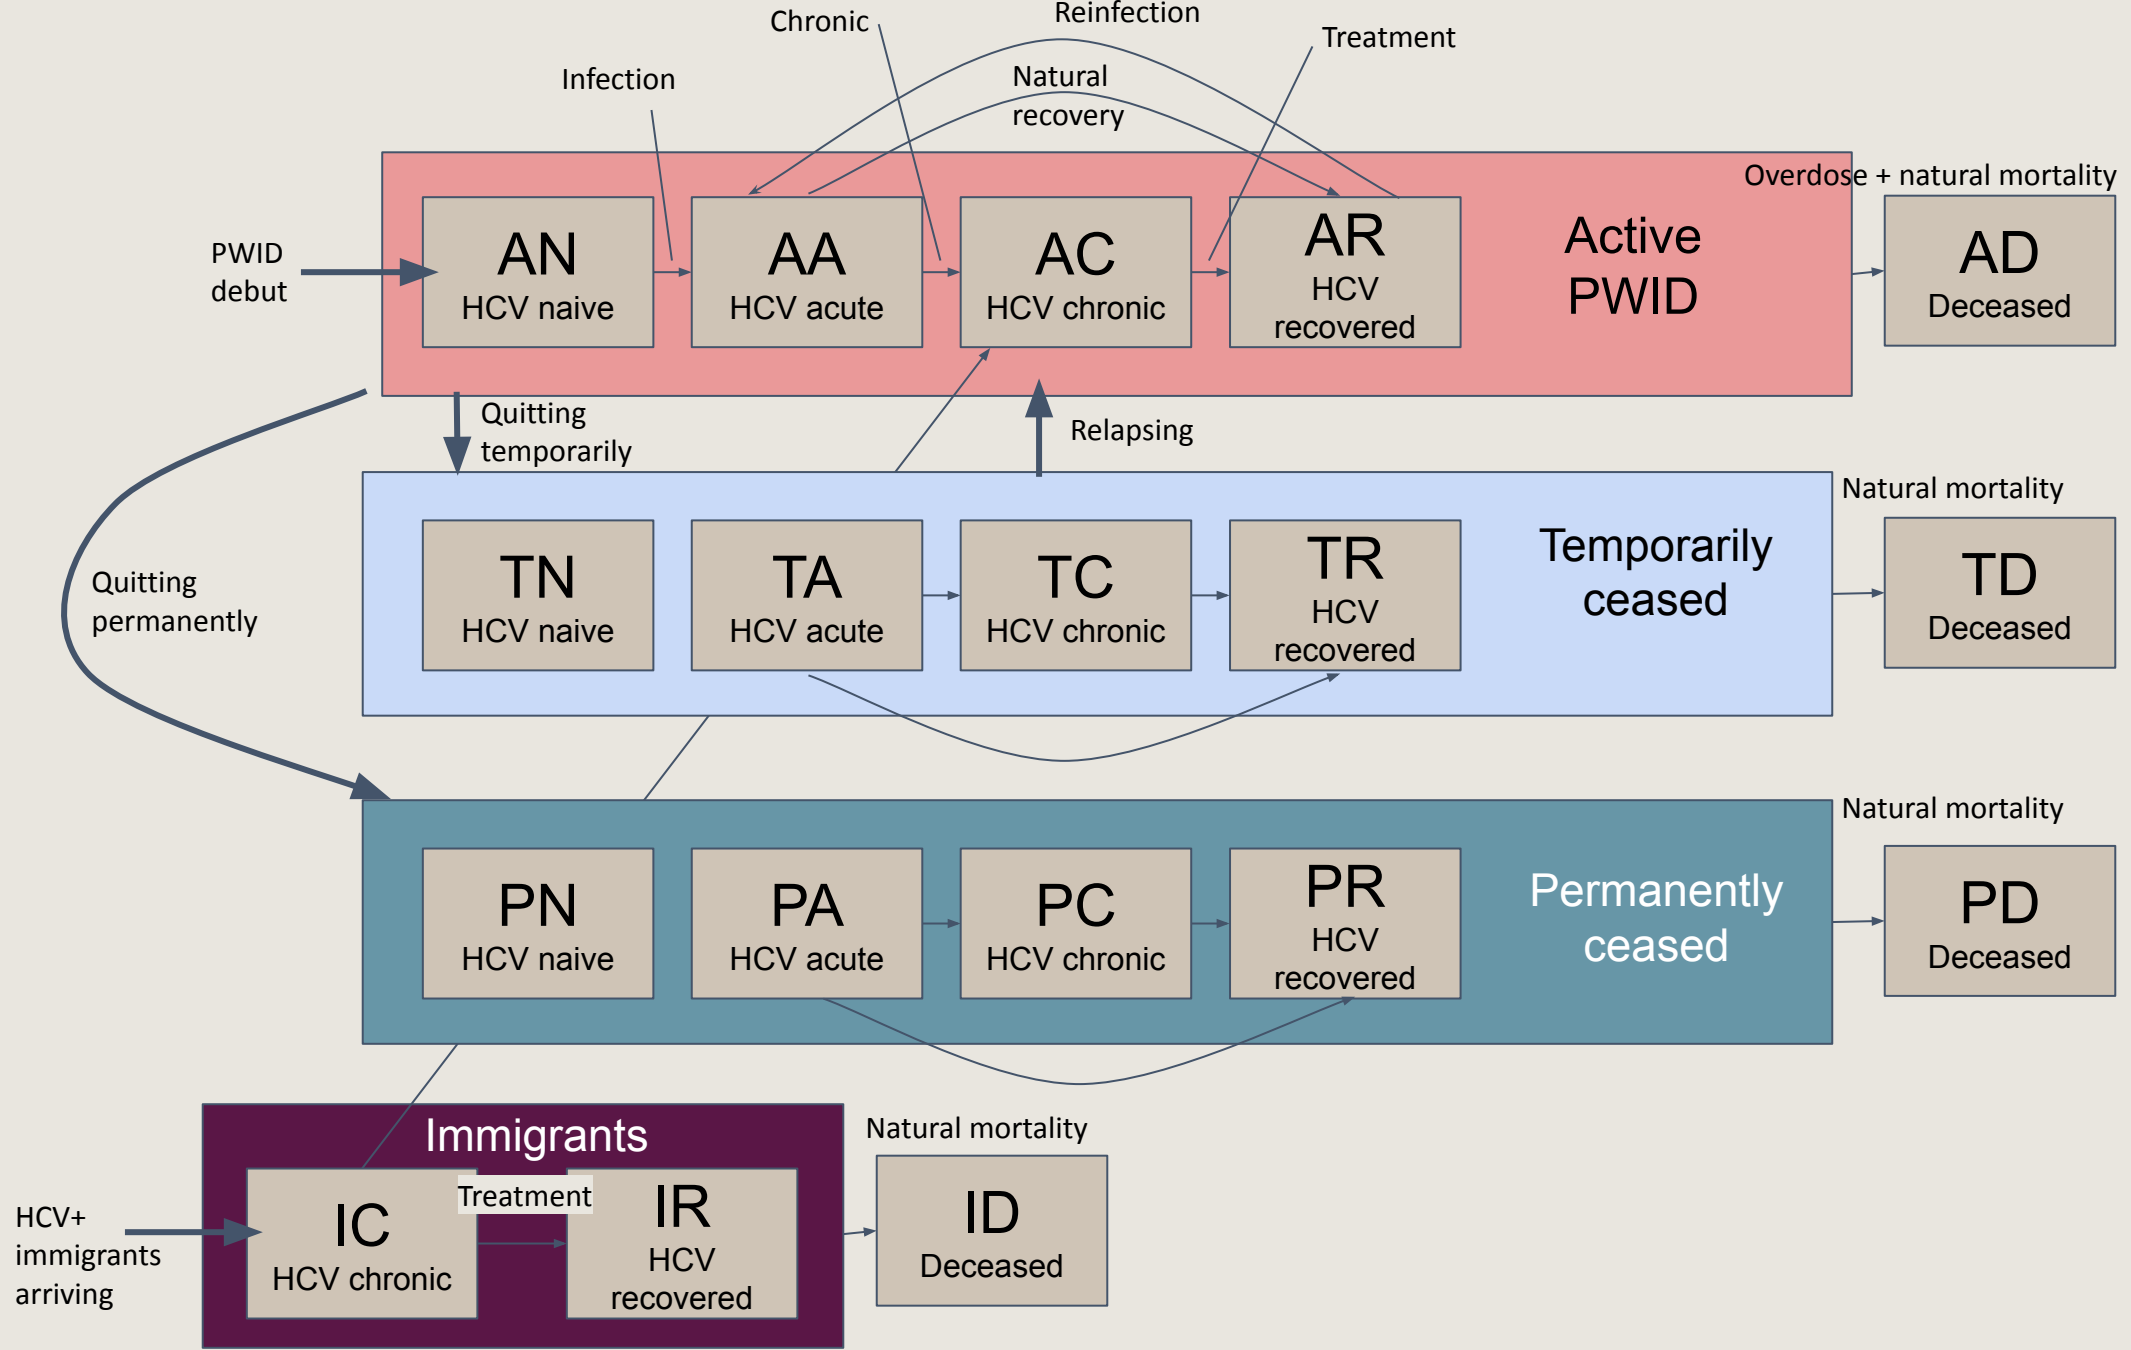 Reinfection
Chronic
Treatment
Infection
Natural
recovery
Overdose + natural mortality
PWID
debut
AN
HCV naive
AA
HCV acute
AC
HCV chronic
AR
HCV
recovered
Active
PWID
AD
Deceased
Quitting
temporarily
Relapsing
Natural mortality
TN
HCV naive
TA
HCV acute
TC
HCV chronic
TR
HCV
recovered
Temporarily
ceased
TD
Deceased
Quitting
permanently
Natural mortality
PN
HCV naive
PA
HCV acute
PC
HCV chronic
PR
HCV
recovered
Permanently
ceased
PD
Deceased
Immigrants
Natural mortality
HCV+
immigrants
arriving
IC
HCV chronic
Treatment
IR
HCV
recovered
ID
Deceased